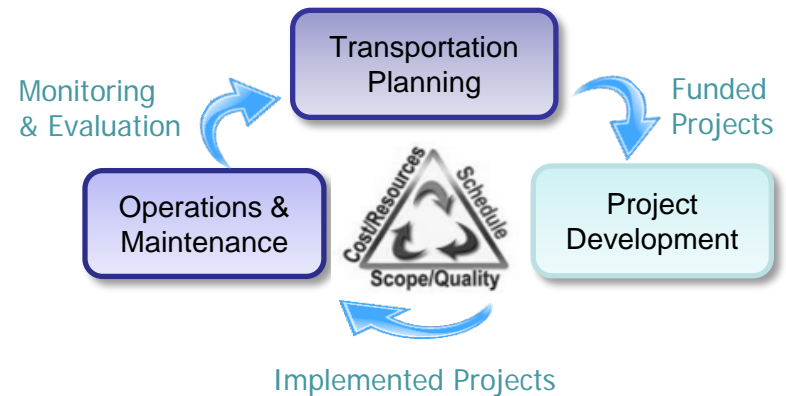 Transportation
Planning
Monitoring
& Evaluation
Funded
Projects
Operations &
Maintenance
Cost/Resources
Schedule
Scope/Quality
Project
Development
Implemented Projects